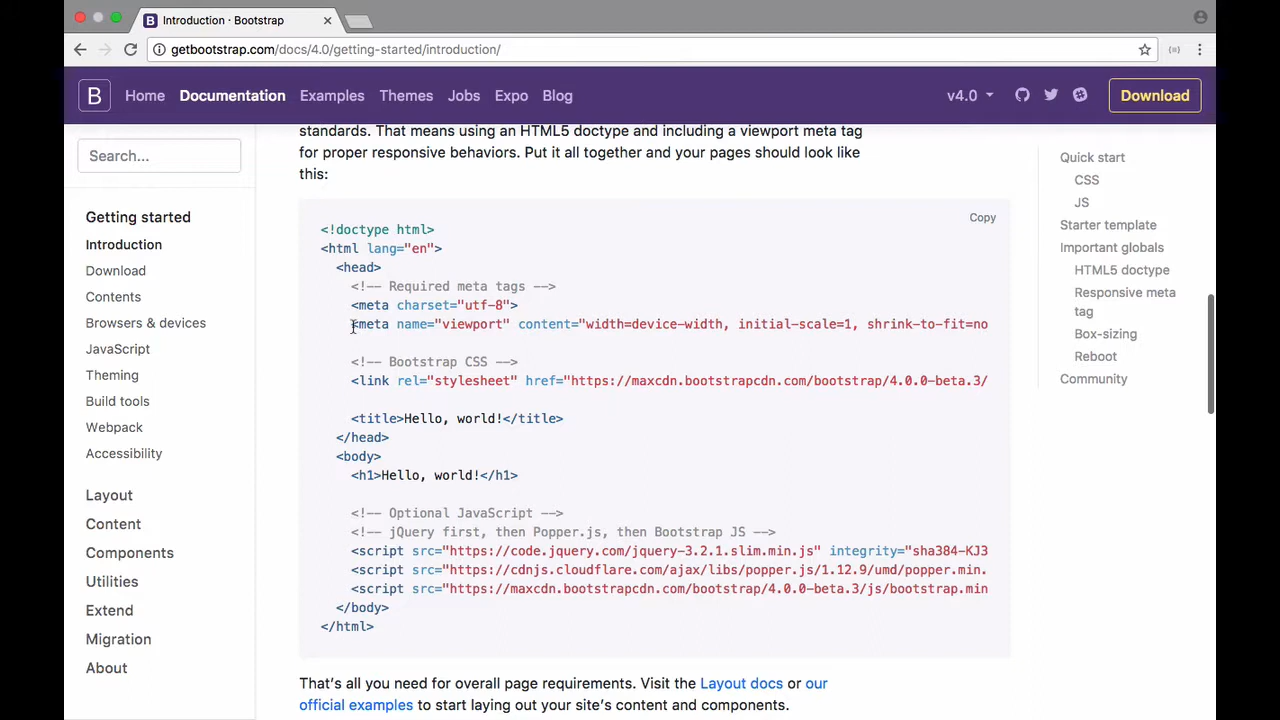 Introduction · Bootstrap
getbootstrap.com/docs/4.0/getting-started/introduction/
B Home Documentation Examples Themes Jobs Expo Blog v4.0 Download
Search...
Getting started
Introduction
Download
Contents
Browsers & devices
JavaScript
Theming
Build tools
Webpack
Accessibility
Layout
Content
Components
Utilities
Extend
Migration
About
standards. That means using an HTML5 doctype and including a viewport meta tag
for proper responsive behaviors. Put it all together and your pages should look like
this:
Copy
<!doctype html>
<html lang="en">
<head>
<!-- Required meta tags -->
<meta charset="utf-8">
<meta name="viewport" content="width=device-width, initial-scale=1, shrink-to-fit=no
<!-- Bootstrap CSS -->
<link rel="stylesheet" href="https://maxcdn.bootstrapcdn.com/bootstrap/4.0.0-beta.3/
<title>Hello, world!</title>
</head>
<body>
<h1>Hello, world!</h1>
<!-- Optional JavaScript -->
<!-- jQuery first, then Popper.js, then Bootstrap JS -->
<script src="https://code.jquery.com/jquery-3.2.1.slim.min.js" integrity="sha384-KJ3
<script src="https://cdnjs.cloudflare.com/ajax/libs/popper.js/1.12.9/umd/popper.min.
<script src="https://maxcdn.bootstrapcdn.com/bootstrap/4.0.0-beta.3/js/bootstrap.min
</body>
</html>
That's all you need for overall page requirements. Visit the Layout docs or our
official examples to start laying out your site's content and components.
Quick start
CSS
JS
Starter template
Important globals
HTML5 doctype
Responsive meta
tag
Box-sizing
Reboot
Community